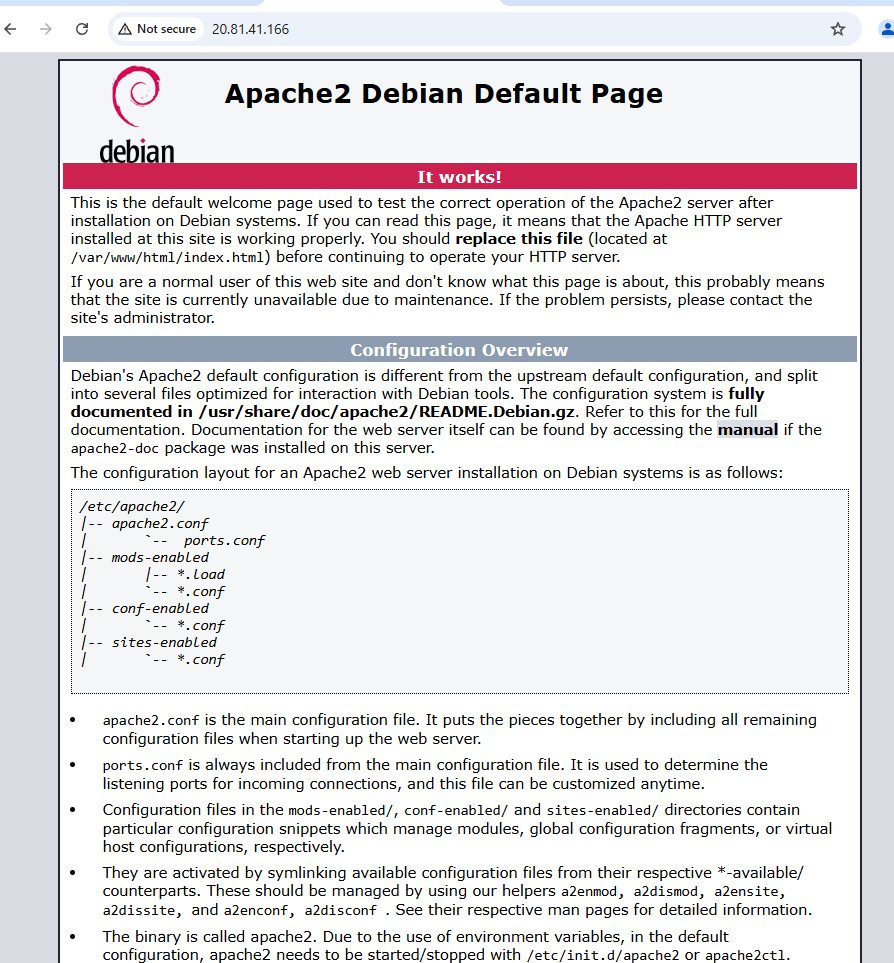 Not secure 20.81.41.166
Apache2 Debian Default Page
debian
It works!
This is the default welcome page used to test the correct operation of the Apache2 server after
installation on Debian systems. If you can read this page, it means that the Apache HTTP server
installed at this site is working properly. You should replace this file (located at
/var/www/html/index.html) before continuing to operate your HTTP server.
If you are a normal user of this web site and don't know what this page is about, this probably means
that the site is currently unavailable due to maintenance. If the problem persists, please contact the
site's administrator.
Configuration Overview
Debian's Apache2 default configuration is different from the upstream default configuration, and split
into several files optimized for interaction with Debian tools. The configuration system is fully
documented in /usr/share/doc/apache2/README.Debian.gz. Refer to this for the full
documentation. Documentation for the web server itself can be found by accessing the manual if the
apache2-doc package was installed on this server.
The configuration layout for an Apache2 web server installation on Debian systems is as follows:
/etc/apache2/
|-- apache2.conf
|       `--  ports.conf
|-- mods-enabled
|       |-- *.load
|       `-- *.conf
|-- conf-enabled
|       `-- *.conf
|-- sites-enabled
|       `-- *.conf
• apache2.conf is the main configuration file. It puts the pieces together by including all remaining
configuration files when starting up the web server.
• ports.conf is always included from the main configuration file. It is used to determine the
listening ports for incoming connections, and this file can be customized anytime.
• Configuration files in the mods-enabled/, conf-enabled/ and sites-enabled/ directories contain
particular configuration snippets which manage modules, global configuration fragments, or virtual
host configurations, respectively.
• They are activated by symlinking available configuration files from their respective *-available/
counterparts. These should be managed by using our helpers a2enmod, a2dismod, a2ensite,
a2dissite, and a2enconf, a2disconf . See their respective man pages for detailed information.
• The binary is called apache2. Due to the use of environment variables, in the default
configuration, apache2 needs to be started/stopped with /etc/init.d/apache2 or apache2ctl.